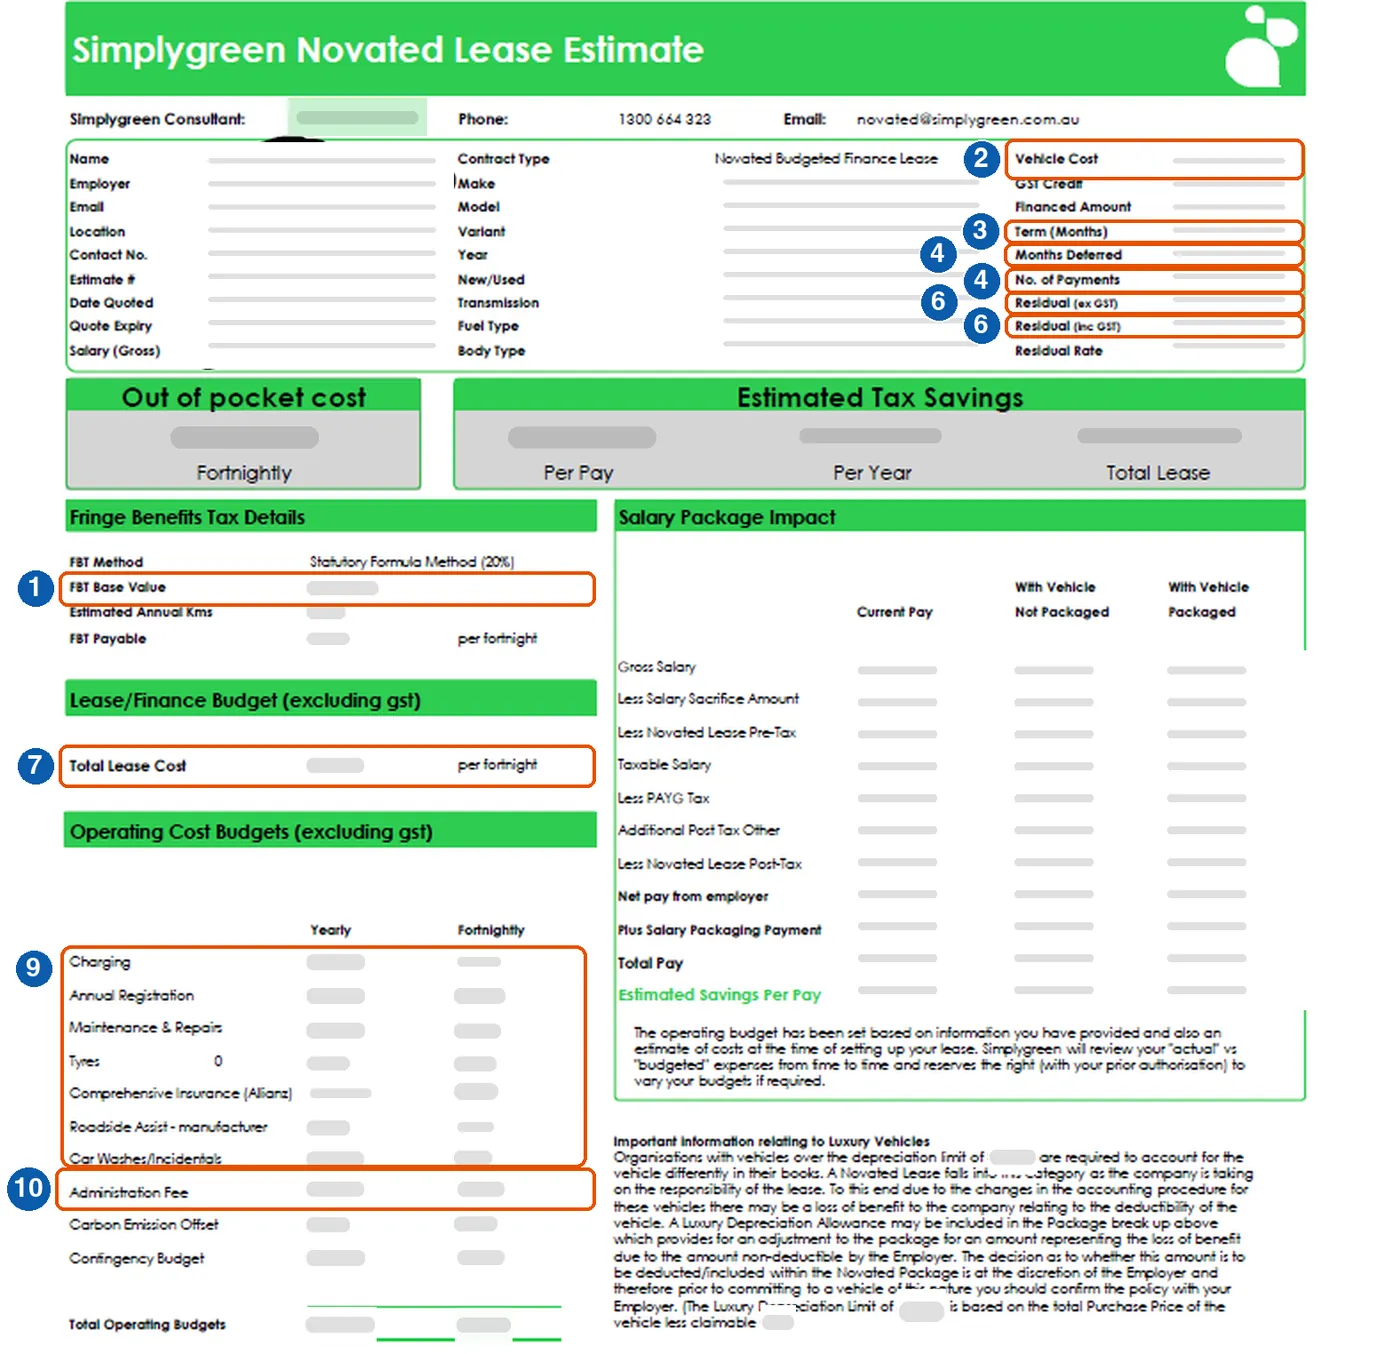 Simplygreen Novated Lease Estimate
Simplygreen Consultant:
Phone: 1300 664 323
Email: novated@simplygreen.com.au
Name
Employer
Email
Location
Contact No.
Estimate #
Date Quoted
Quote Expiry
Salary (Gross)
Contract Type Novated Budgeted Finance Lease
Make
Model
Variant
Year
New/Used
Transmission
Fuel Type
Body Type
2 Vehicle Cost
GST Credit
Financed Amount
3 Term (Months)
4 Months Deferred
4 No. of Payments
6 Residual (ex GST)
6 Residual (inc GST)
Residual Rate
Out of pocket cost
Fortnightly
Estimated Tax Savings
Per Pay Per Year Total Lease
Fringe Benefits Tax Details
FBT Method Statutory Formula Method (20%)
1 FBT Base Value
Estimated Annual Kms
FBT Payable per fortnight
Lease/Finance Budget (excluding gst)
7 Total Lease Cost per fortnight
Operating Cost Budgets (excluding gst)
Yearly Fortnightly
9 Charging
Annual Registration
Maintenance & Repairs
Tyres 0
Comprehensive Insurance (Allianz)
Roadside Assist - manufacturer
Car Washes/Incidentals
10 Administration Fee
Carbon Emission Offset
Contingency Budget
Total Operating Budgets
Salary Package Impact
With Vehicle With Vehicle
Current Pay Not Packaged Packaged
Gross Salary
Less Salary Sacrifice Amount
Less Novated Lease Pre-Tax
Taxable Salary
Less PAYG Tax
Additional Post Tax Other
Less Novated Lease Post-Tax
Net pay from employer
Plus Salary Packaging Payment
Total Pay
Estimated Savings Per Pay
The operating budget has been set based on information you have provided and also an
estimate of costs at the time of setting up your lease. Simplygreen will review your "actual" vs
"budgeted" expenses from time to time and reserves the right (with your prior authorisation) to
vary your budgets if required.
Important information relating to Luxury Vehicles
Organisations with vehicles over the depreciation limit of are required to account for the
vehicle differently in their books. A Novated Lease falls into this category as the company is taking
on the responsibility of the lease. To this end due to the changes in the accounting procedure for
these vehicles there may be a loss of benefit to the company relating to the deductibility of the
vehicle. A Luxury Depreciation Allowance may be included in the Package break up above
which provides for an adjustment to the package for an amount representing the loss of benefit
due to the amount non-deductible by the Employer. The decision as to whether this amount is to
be deducted/included within the Novated Package is at the discretion of the Employer and
therefore prior to committing to a vehicle of this nature you should confirm the policy with your
Employer. (The Luxury Depreciation Limit of is based on the total Purchase Price of the
vehicle less claimable